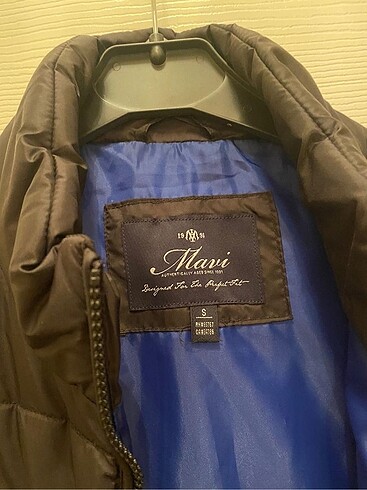 19 91
Mavi
AUTHENTICALLY AGED SINCE 1991
Designed For The Perfect Fit
S